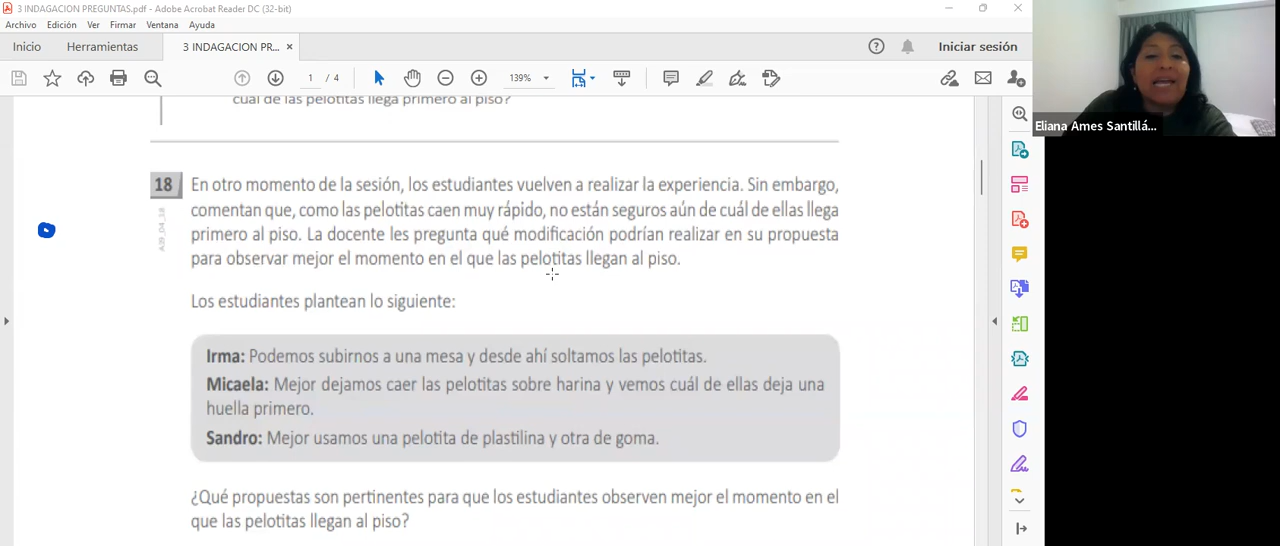 3 INDAGACION PREGUNTAS.pdf - Adobe Acrobat Reader DC (32-bit)
Archivo Edición Ver Firmar Ventana Ayuda
Inicio Herramientas 3 INDAGACION PR... × Iniciar sesión
1 / 4 139%
cuál de las pelotitas llega primero al piso?
Eliana Ames Santillá...
18 En otro momento de la sesión, los estudiantes vuelven a realizar la experiencia. Sin embargo,
comentan que, como las pelotitas caen muy rápido, no están seguros aún de cuál de ellas llega
primero al piso. La docente les pregunta qué modificación podrían realizar en su propuesta
para observar mejor el momento en el que las pelotitas llegan al piso.
A29_04_18
Los estudiantes plantean lo siguiente:
Irma: Podemos subirnos a una mesa y desde ahí soltamos las pelotitas.
Micaela: Mejor dejamos caer las pelotitas sobre harina y vemos cuál de ellas deja una
huella primero.
Sandro: Mejor usamos una pelotita de plastilina y otra de goma.
¿Qué propuestas son pertinentes para que los estudiantes observen mejor el momento en el
que las pelotitas llegan al piso?